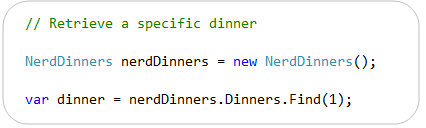 // Retrieve a specific dinner
NerdDinners nerdDinners = new NerdDinners();
var dinner = nerdDinners.Dinners.Find(1);